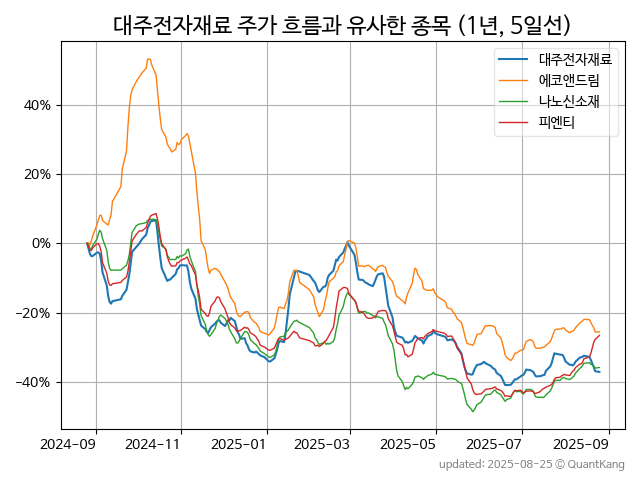 대주전자재료 주가 흐름과 유사한 종목 (1년, 5일선)
대주전자재료
에코앤드림
나노신소재
피엔티
40%
20%
0%
−20%
−40%
2024-09 2024-11 2025-01 2025-03 2025-05 2025-07 2025-09
updated: 2025-08-25 © QuantKang